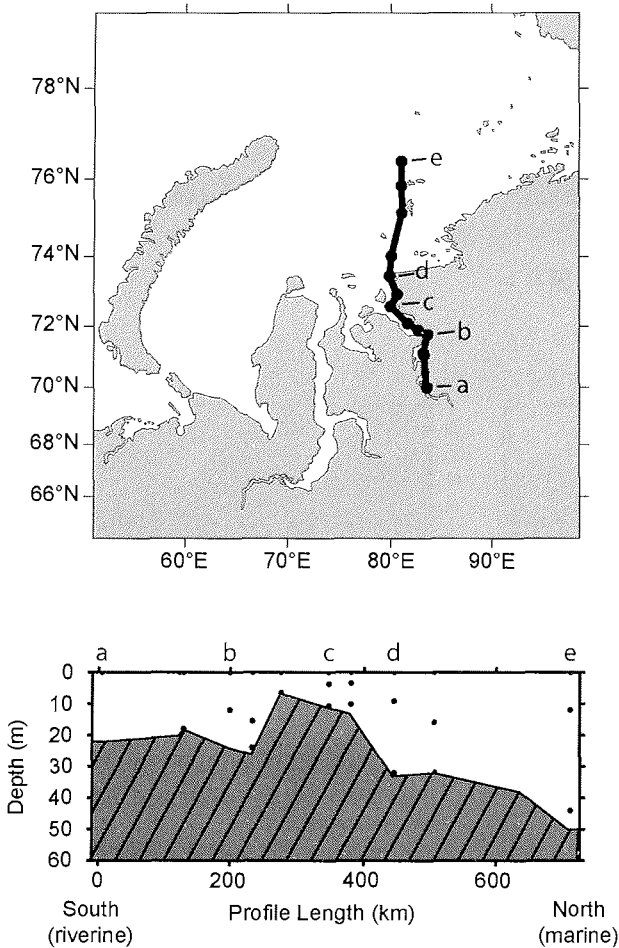 78°N
e
76°N
74°N
d
c
72°N
b
70°N
a
68°N
66°N
60°E 70°E 80°E 90°E
a b c d e
0
10
20
30
40
50
60
Depth (m)
0 200 400 600
South
(riverine)
Profile Length (km)
North
(marine)